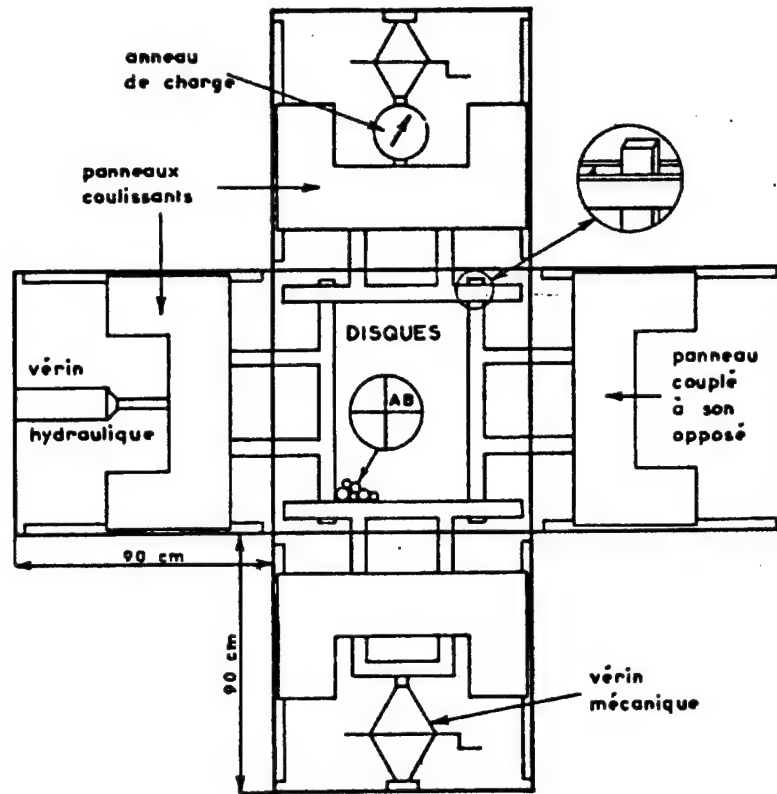 anneau
de charge
panneaux
coulissants
DISQUES
AB
vérin
hydraulique
panneau
couplé
à son
opposé
90 cm
90 cm
vérin
mécanique